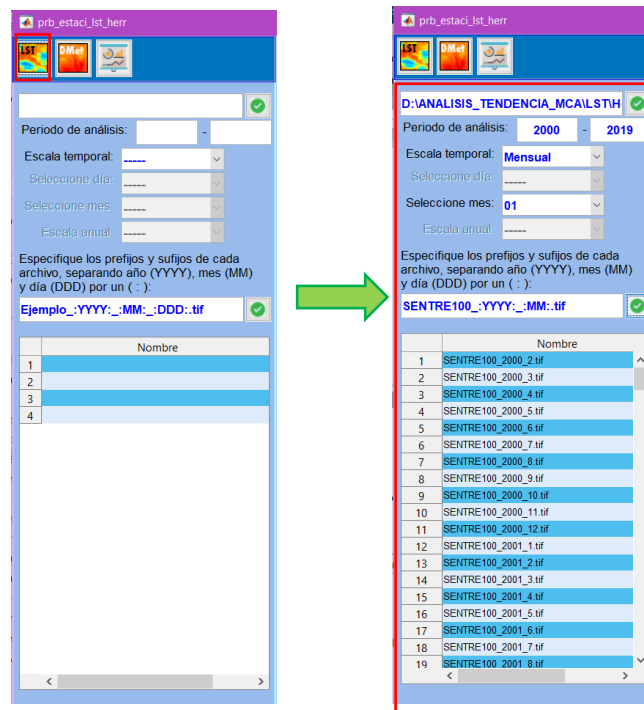 prb_estaci_lst_herr
LST DMet
Periodo de análisis: -
Escala temporal: -----
Seleccione día: -----
Seleccione mes: -----
Escala anual: -----
Especifique los prefijos y sufijos de cada
archivo, separando año (YYYY), mes (MM)
y día (DDD) por un ( : ):
Ejemplo_:YYYY:_:MM:_:DDD:.tif
Nombre
1
2
3
4
prb_estaci_lst_herr
LST DMet
D:\ANALISIS_TENDENCIA_MCA\LST\H
Periodo de análisis: 2000 - 2019
Escala temporal: Mensual
Seleccione día: -----
Seleccione mes: 01
Escala anual: -----
Especifique los prefijos y sufijos de cada
archivo, separando año (YYYY), mes (MM)
y día (DDD) por un ( : ):
SENTRE100_:YYYY:_:MM:.tif
Nombre
1 SENTRE100_2000_2.tif
2 SENTRE100_2000_3.tif
3 SENTRE100_2000_4.tif
4 SENTRE100_2000_5.tif
5 SENTRE100_2000_6.tif
6 SENTRE100_2000_7.tif
7 SENTRE100_2000_8.tif
8 SENTRE100_2000_9.tif
9 SENTRE100_2000_10.tif
10 SENTRE100_2000_11.tif
11 SENTRE100_2000_12.tif
12 SENTRE100_2001_1.tif
13 SENTRE100_2001_2.tif
14 SENTRE100_2001_3.tif
15 SENTRE100_2001_4.tif
16 SENTRE100_2001_5.tif
17 SENTRE100_2001_6.tif
18 SENTRE100_2001_7.tif
19 SENTRE100_2001_8.tif